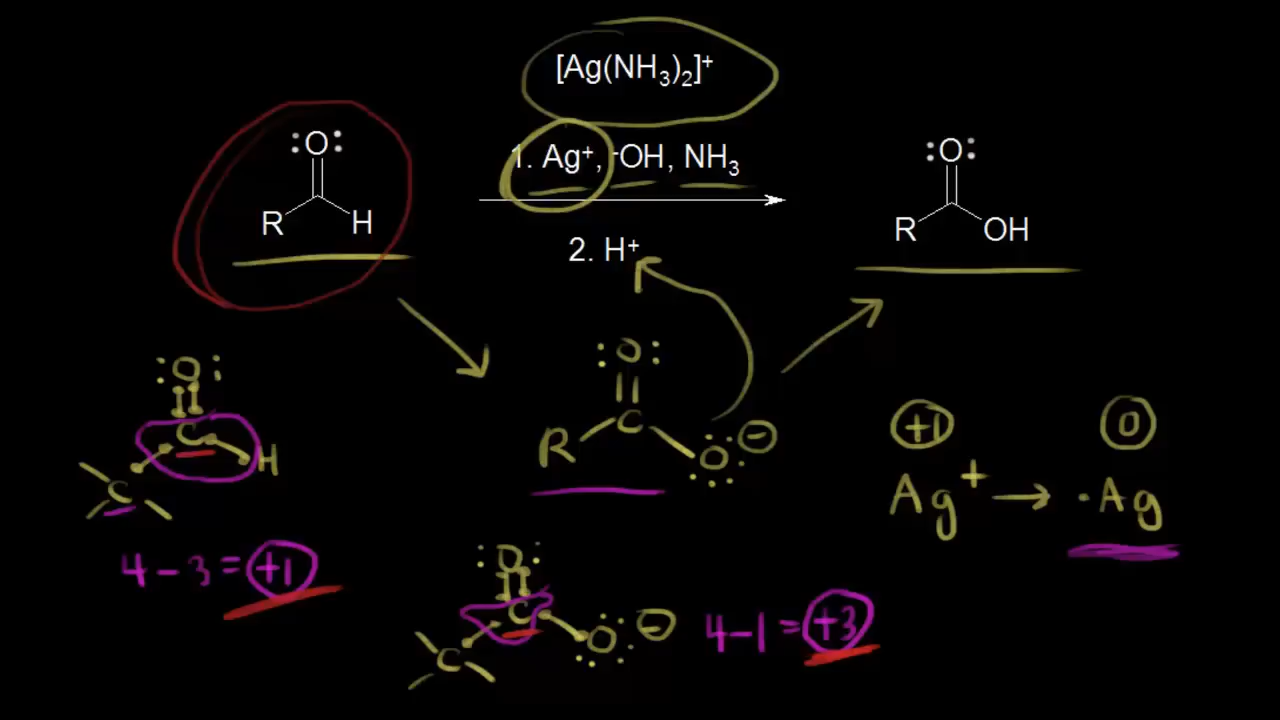 [Ag(NH₃)₂]⁺
:O:
R H
1. Ag⁺, ⁻OH, NH₃
2. H⁺
:O:
R OH
:O:
C H
C
4 - 3 = +1
:O:
C
R O ⊖
+1 0
Ag⁺ → ·Ag
:O:
C O ⊖
C
4 - 1 = +3